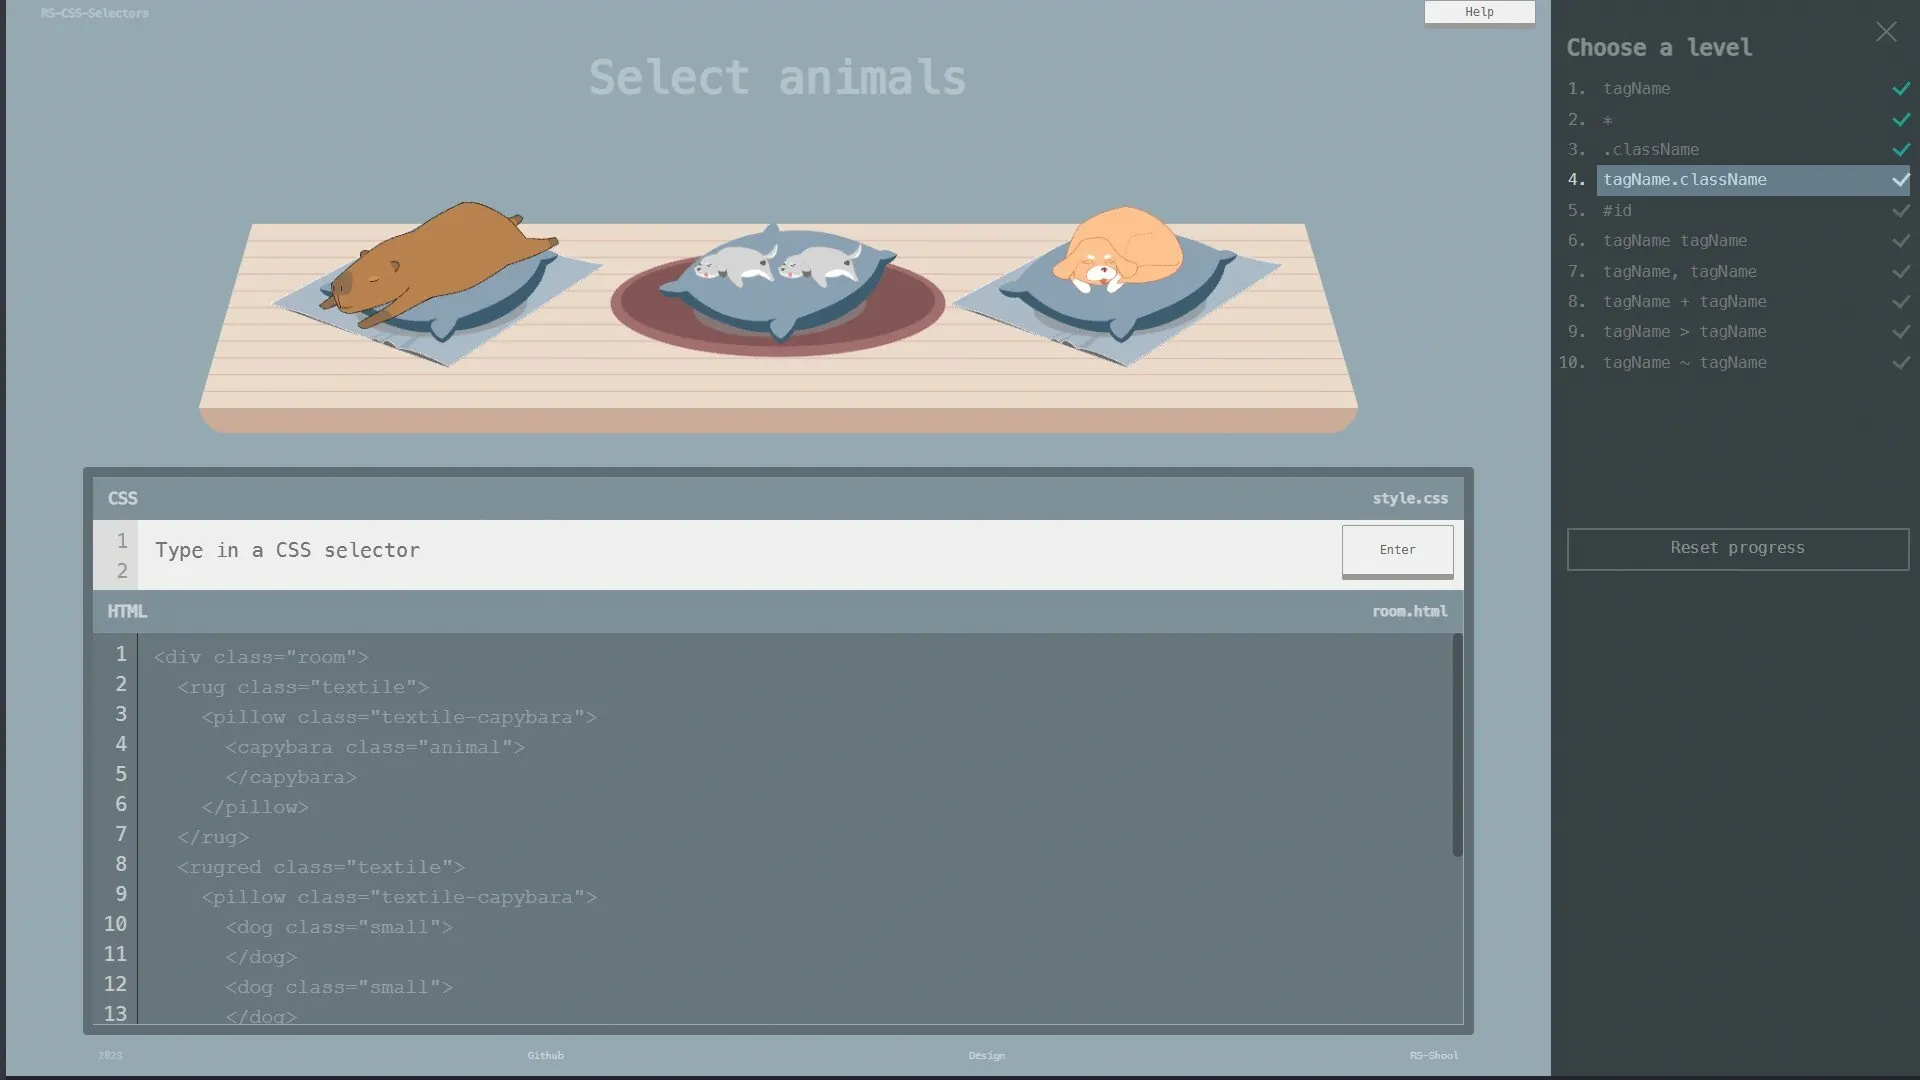 RS-CSS-Selectors
Help
Select animals
CSS
style.css
1
2
Type in a CSS selector
Enter
HTML
room.html
1 <div class="room">
2 <rug class="textile">
3 <pillow class="textile-capybara">
4 <capybara class="animal">
5 </capybara>
6 </pillow>
7 </rug>
8 <rugred class="textile">
9 <pillow class="textile-capybara">
10 <dog class="small">
11 </dog>
12 <dog class="small">
13 </dog>
2023
Github
Design
RS-Shool
Choose a level
1. tagName
2. *
3. .className
4. tagName.className
5. #id
6. tagName tagName
7. tagName, tagName
8. tagName + tagName
9. tagName > tagName
10. tagName ~ tagName
Reset progress